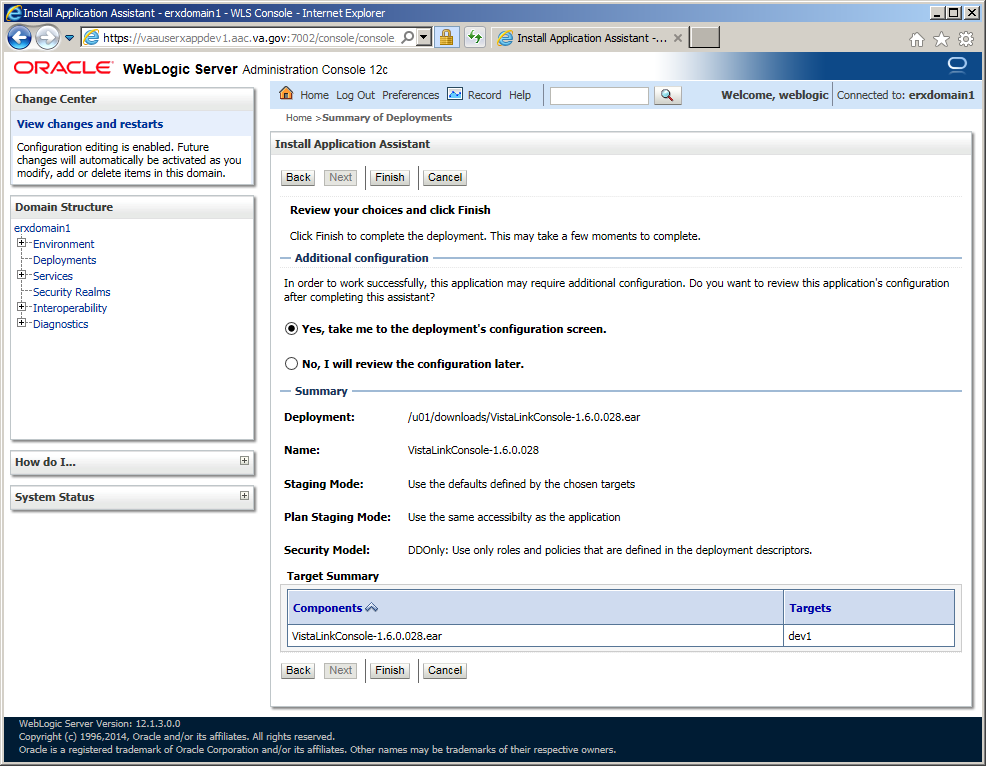 Install Application Assistant - erxdomain1 - WLS Console - Internet Explorer
https://vaauserxappdev1.aac.va.gov:7002/console/console
Install Application Assistant -...
ORACLE WebLogic Server Administration Console 12c
Change Center
View changes and restarts
Configuration editing is enabled. Future
changes will automatically be activated as you
modify, add or delete items in this domain.
Domain Structure
erxdomain1
Environment
Deployments
Services
Security Realms
Interoperability
Diagnostics
How do I...
System Status
Home Log Out Preferences Record Help
Welcome, weblogic Connected to: erxdomain1
Home >Summary of Deployments
Install Application Assistant
Back Next Finish Cancel
Review your choices and click Finish
Click Finish to complete the deployment. This may take a few moments to complete.
Additional configuration
In order to work successfully, this application may require additional configuration. Do you want to review this application's configuration
after completing this assistant?
Yes, take me to the deployment's configuration screen.
No, I will review the configuration later.
Summary
Deployment: /u01/downloads/VistaLinkConsole-1.6.0.028.ear
Name: VistaLinkConsole-1.6.0.028
Staging Mode: Use the defaults defined by the chosen targets
Plan Staging Mode: Use the same accessibilty as the application
Security Model: DDOnly: Use only roles and policies that are defined in the deployment descriptors.
Target Summary
Components Targets
VistaLinkConsole-1.6.0.028.ear dev1
Back Next Finish Cancel
WebLogic Server Version: 12.1.3.0.0
Copyright (c) 1996,2014, Oracle and/or its affiliates. All rights reserved.
Oracle is a registered trademark of Oracle Corporation and/or its affiliates. Other names may be trademarks of their respective owners.